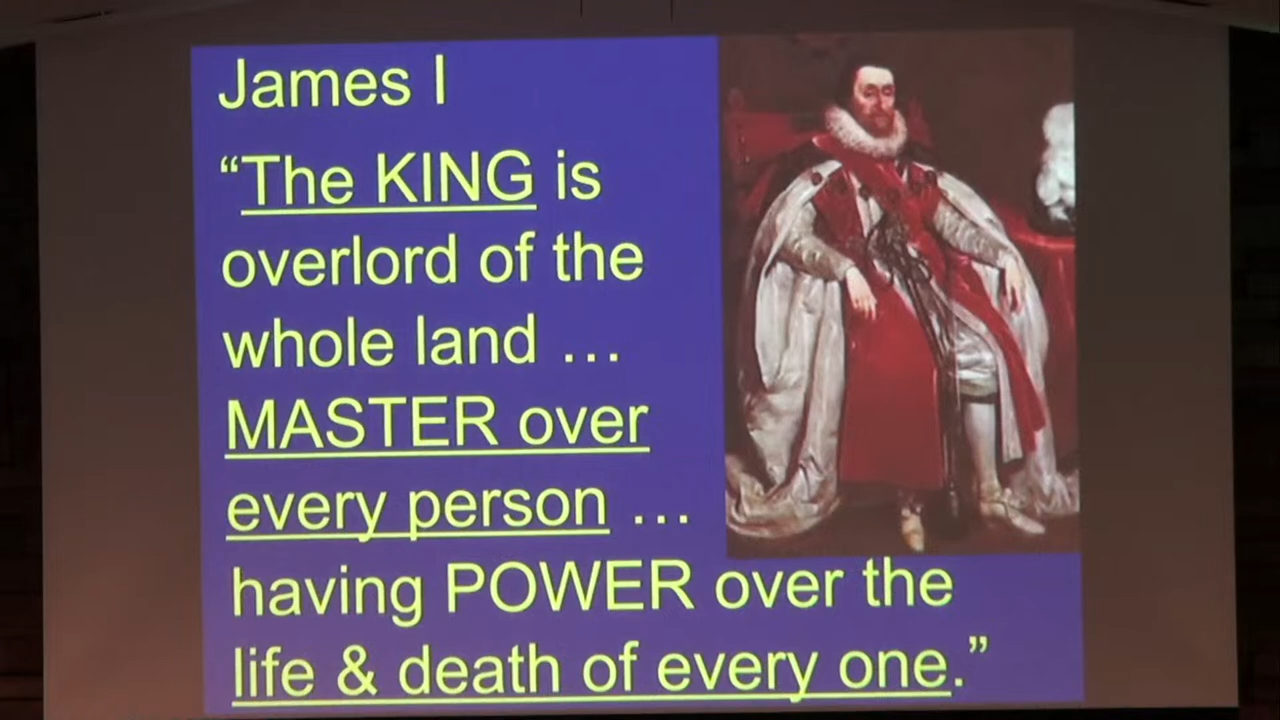 James I
“The KING is
overlord of the
whole land …
MASTER over
every person …
having POWER over the
life & death of every one.”